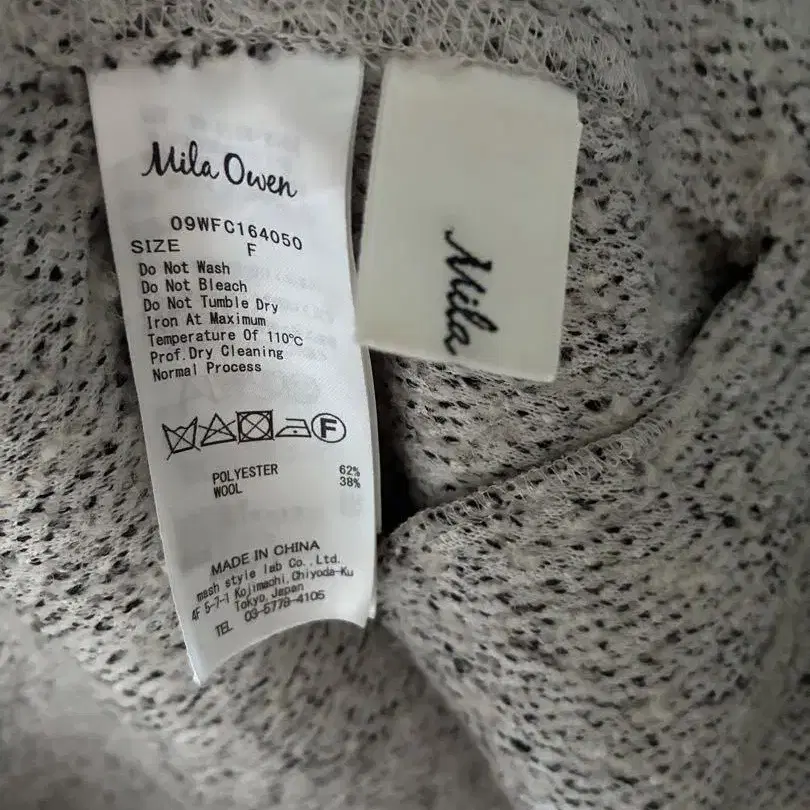 Mila Owen
09WFC164050
SIZE F
Do Not Wash
Do Not Bleach
Do Not Tumble Dry
Iron At Maximum
Temperature Of 110℃
Prof.Dry Cleaning
Normal Process
F
POLYESTER 62%
WOOL 38%
MADE IN CHINA
mash style lab Co.,Ltd.
4F 5-7-1 Kojimachi,Chiyoda-Ku
Tokyo,Japan
TEL 03-5779-4105
Mila